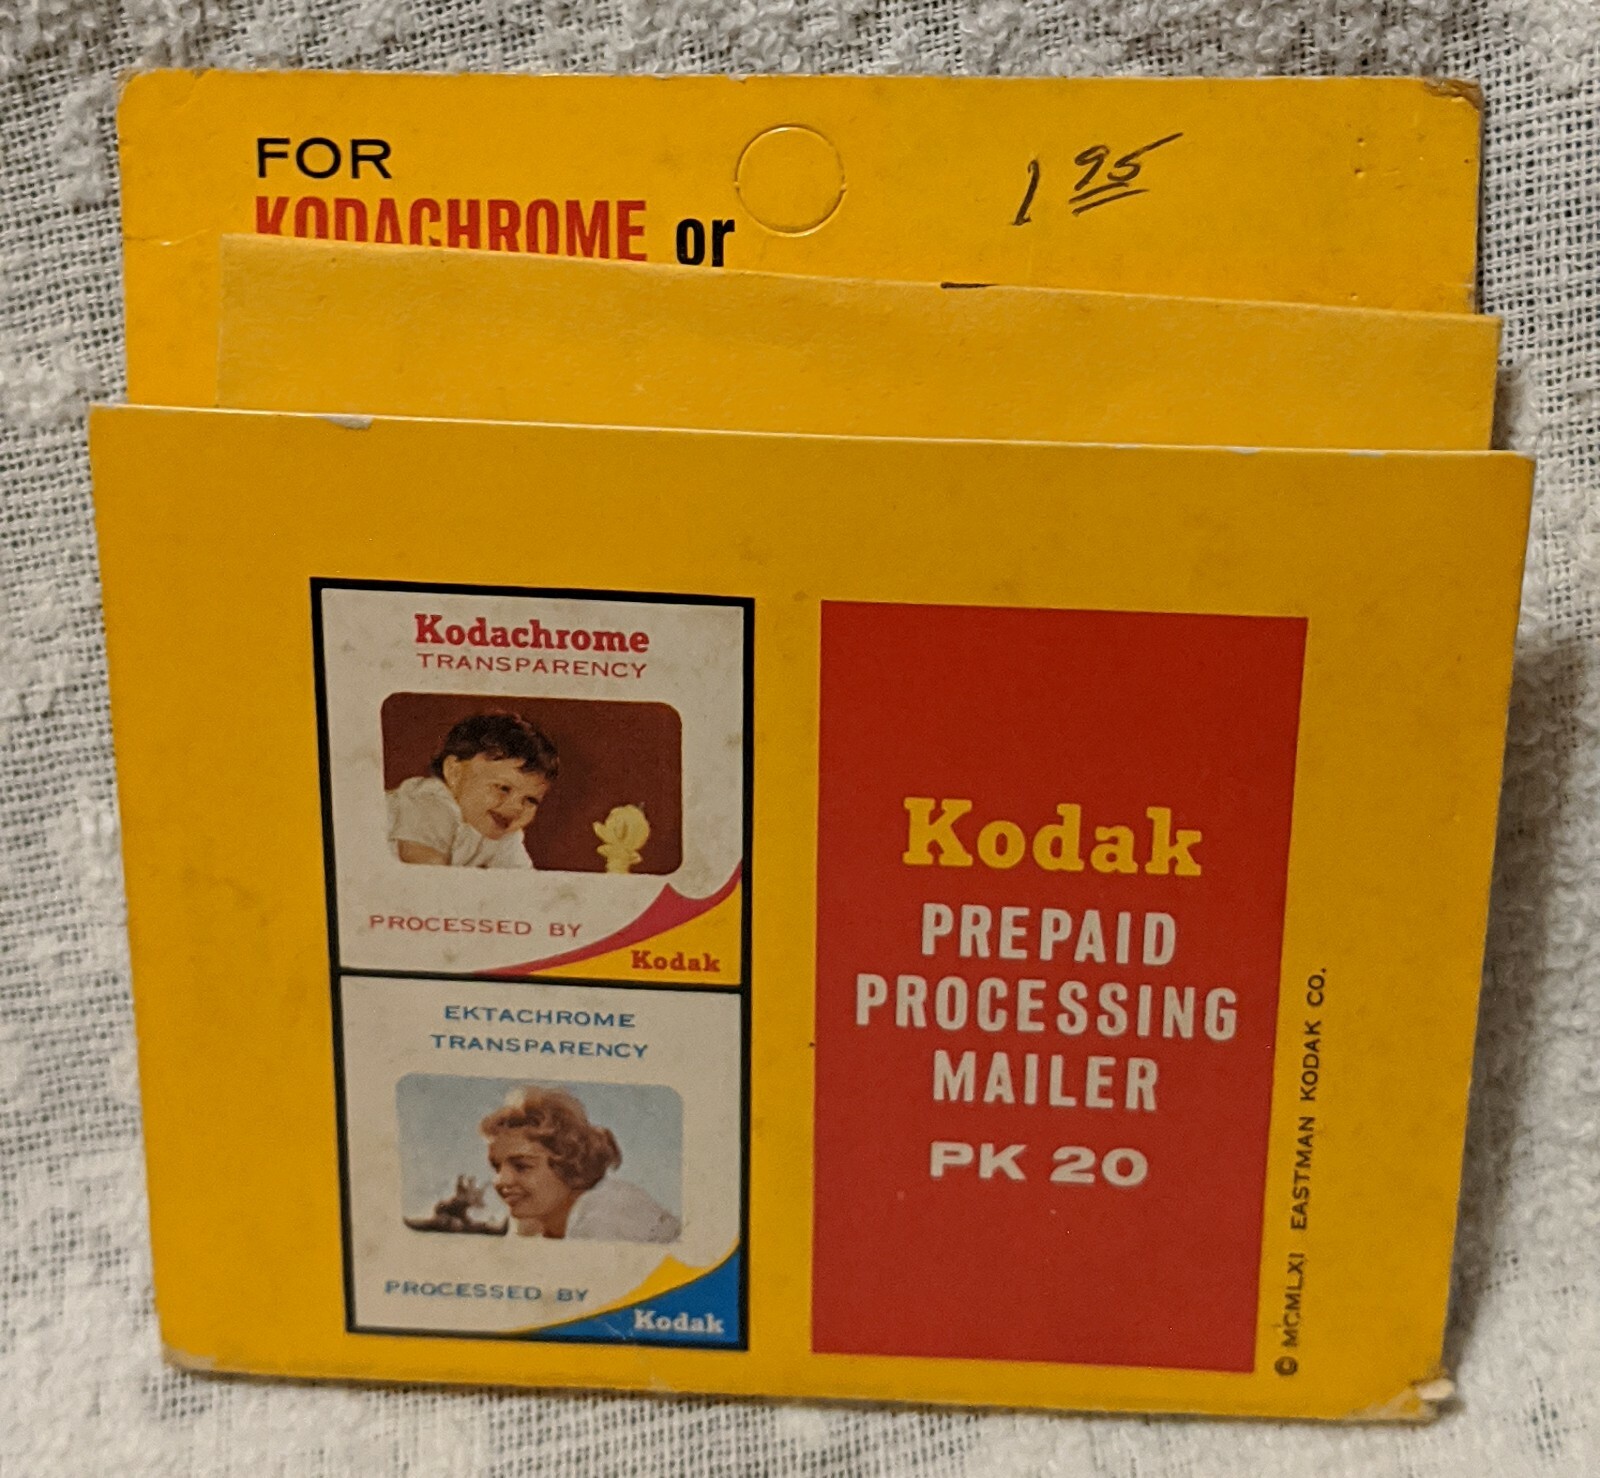 FOR
KODACHROME or
1 95
Kodachrome
TRANSPARENCY
PROCESSED BY
Kodak
EKTACHROME
TRANSPARENCY
PROCESSED BY
Kodak
Kodak
PREPAID
PROCESSING
MAILER
PK 20
© MCMLXI EASTMAN KODAK CO.